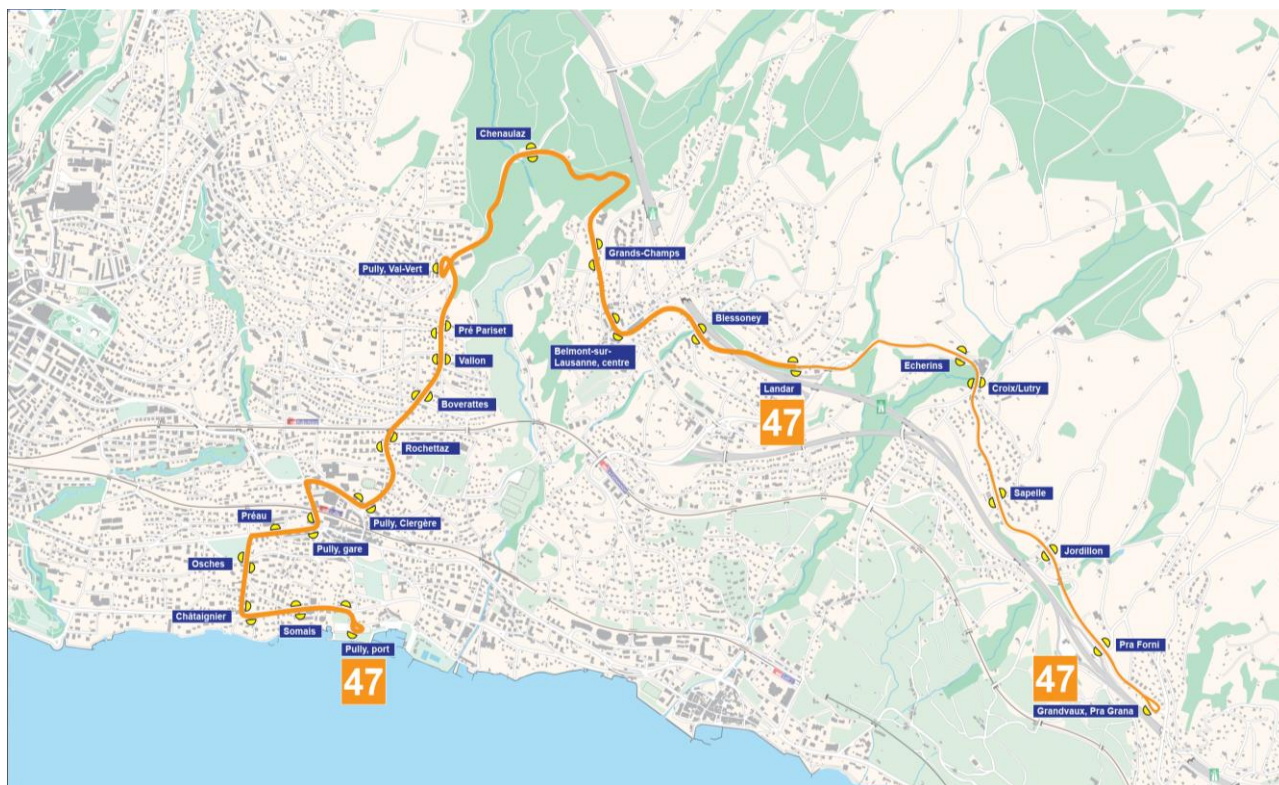 Chenaulaz
Grands-Champs
Pully, Val-Vert
Blessoney
Pré Pariset
Belmont-sur-
Lausanne, centre
Vallon
Echerins
Landar
Croix/Lutry
47
Boverattes
Rochettaz
Sapelle
Préau
Pully, Clergère
Pully, gare
Jordillon
Osches
Châtaignier
Somais
Pully, port
Pra Forni
47
47
Grandvaux, Pra Grana